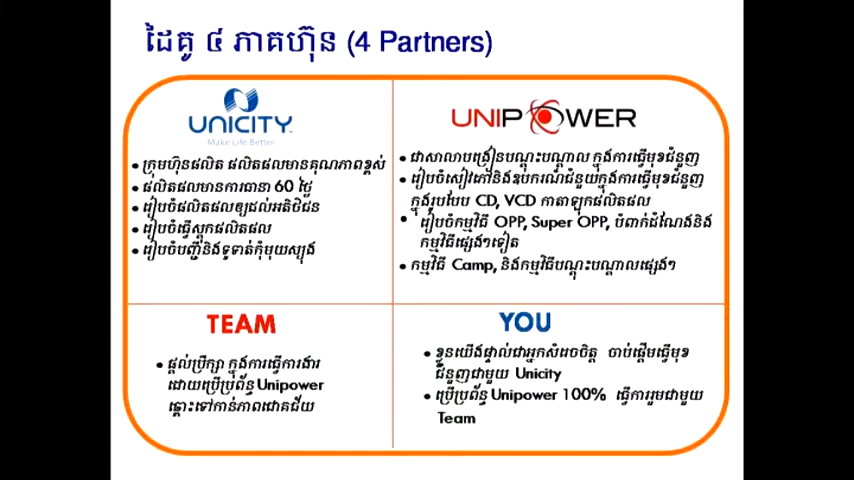 ដៃគូ ៤ ភាគហ៊ុន (4 Partners)
UNICITY
Make Life Better
• ក្រុមហ៊ុនផលិត ផលិតផលមានគុណភាពខ្ពស់
• ផលិតផលមានការធានា 60 ថ្ងៃ
• រៀបចំផលិតផលឲ្យដល់អតិថិជន
• រៀបចំធ្វើស្តុកផលិតផល
• រៀបចំបញ្ជីនិងទូទាត់កុំមុយស្យុង
UNIPOWER
• ជាសាលាបង្រៀនបណ្តុះបណ្តាល ក្នុងការធ្វើមុខជំនួញ
• រៀបចំសៀវភៅនិងឧបករណ៍ជំនួយក្នុងការធ្វើមុខជំនួញ
ក្នុងរូបបែប CD, VCD កាតាឡុកផលិតផល
• រៀបចំកម្មវិធី OPP, Super OPP, បំពាក់ដំណែងនិង
កម្មវិធីផ្សេងៗទៀត
• កម្មវិធី Camp, និងកម្មវិធីបណ្តុះបណ្តាលផ្សេងៗ
TEAM
• ផ្តល់ប្រឹក្សា ក្នុងការធ្វើការងារ
ដោយប្រើប្រព័ន្ធ Unipower
ឆ្ពោះទៅកាន់ភាពជោគជ័យ
YOU
• ខ្លួនយើងផ្ទាល់ជាអ្នកសំរេចចិត្ត ចាប់ផ្តើមធ្វើមុខ
ជំនួញជាមួយ Unicity
• ប្រើប្រព័ន្ធ Unipower 100% ធ្វើការរួមជាមួយ
Team